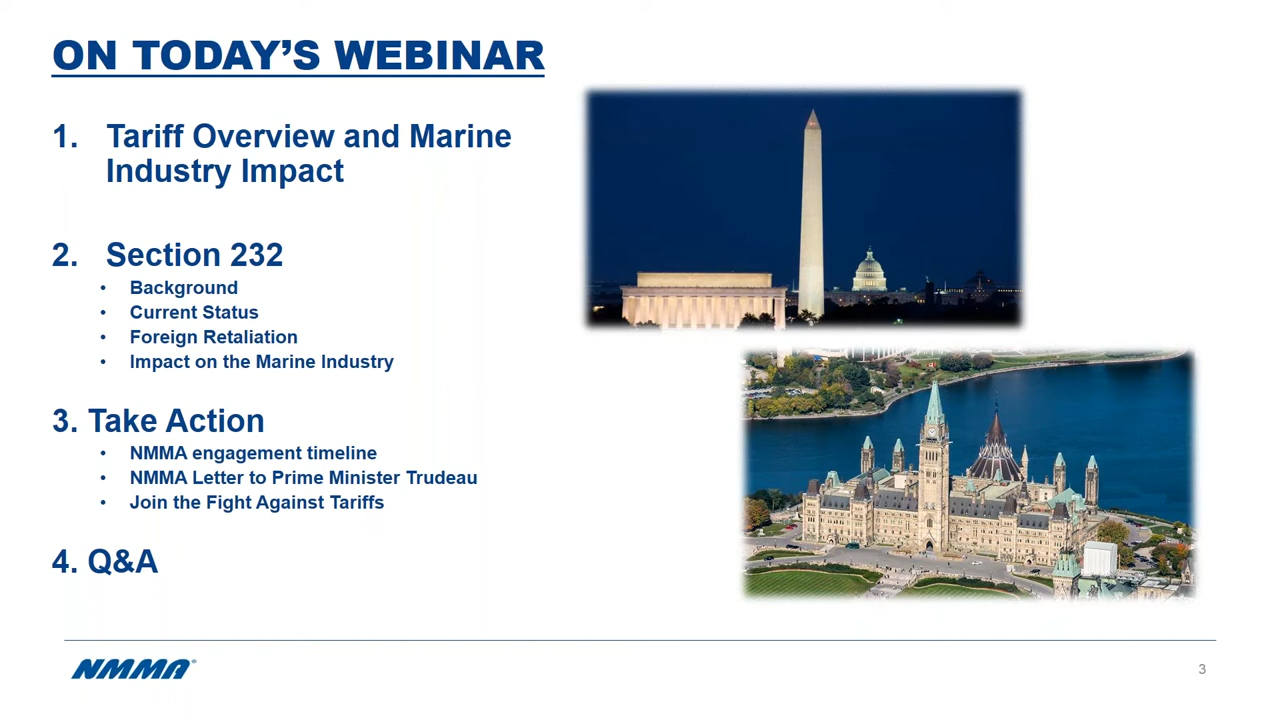 ON TODAY’S WEBINAR
1. Tariff Overview and Marine
Industry Impact
2. Section 232
• Background
• Current Status
• Foreign Retaliation
• Impact on the Marine Industry
3. Take Action
• NMMA engagement timeline
• NMMA Letter to Prime Minister Trudeau
• Join the Fight Against Tariffs
4. Q&A
NMMA®
3